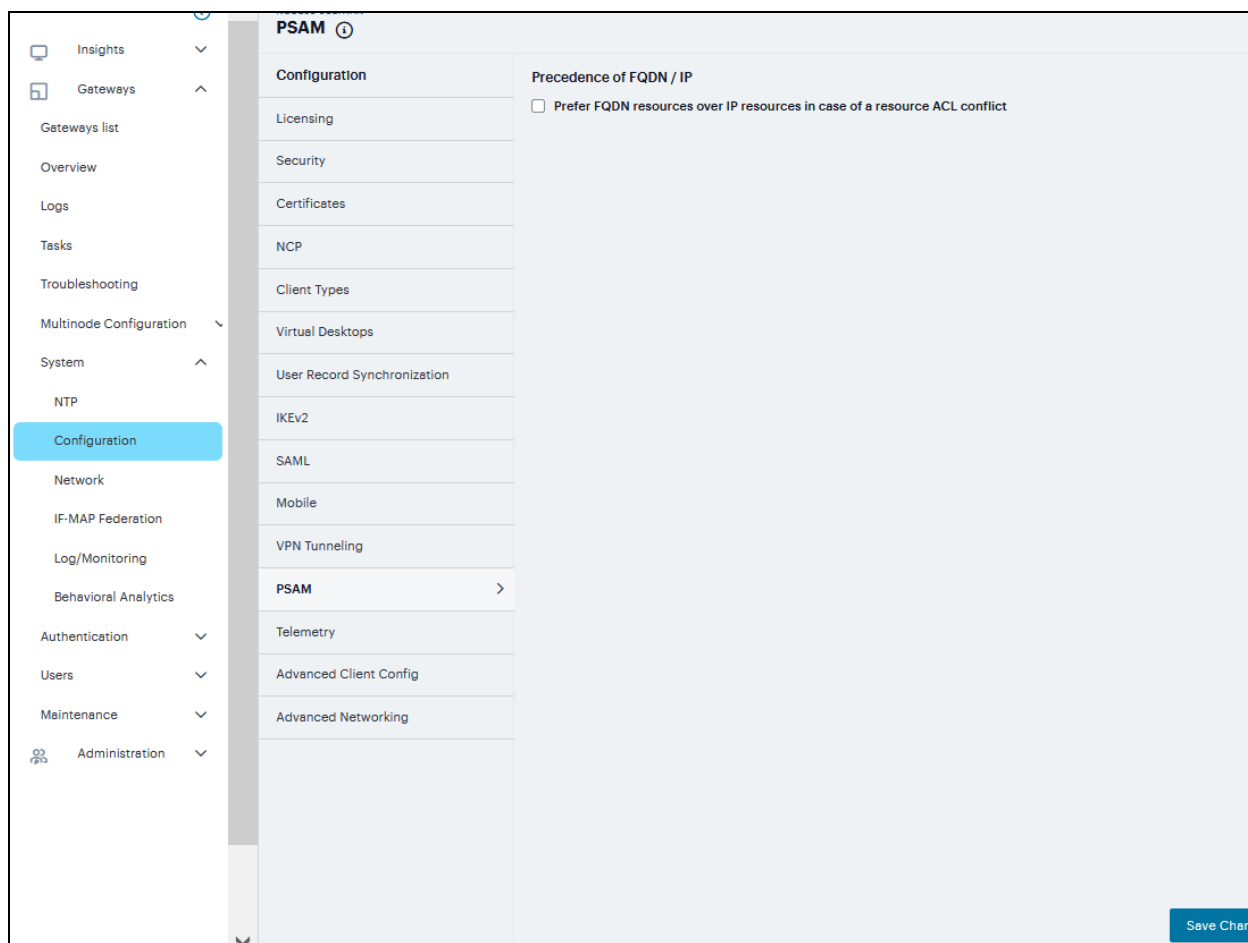 PSAM
Insights
Gateways
Gateways list
Overview
Logs
Tasks
Troubleshooting
Multinode Configuration
System
NTP
Configuration
Network
IF-MAP Federation
Log/Monitoring
Behavioral Analytics
Authentication
Users
Maintenance
Administration
Configuration
Licensing
Security
Certificates
NCP
Client Types
Virtual Desktops
User Record Synchronization
IKEv2
SAML
Mobile
VPN Tunneling
PSAM
Telemetry
Advanced Client Config
Advanced Networking
Precedence of FQDN / IP
Prefer FQDN resources over IP resources in case of a resource ACL conflict
Save Chan